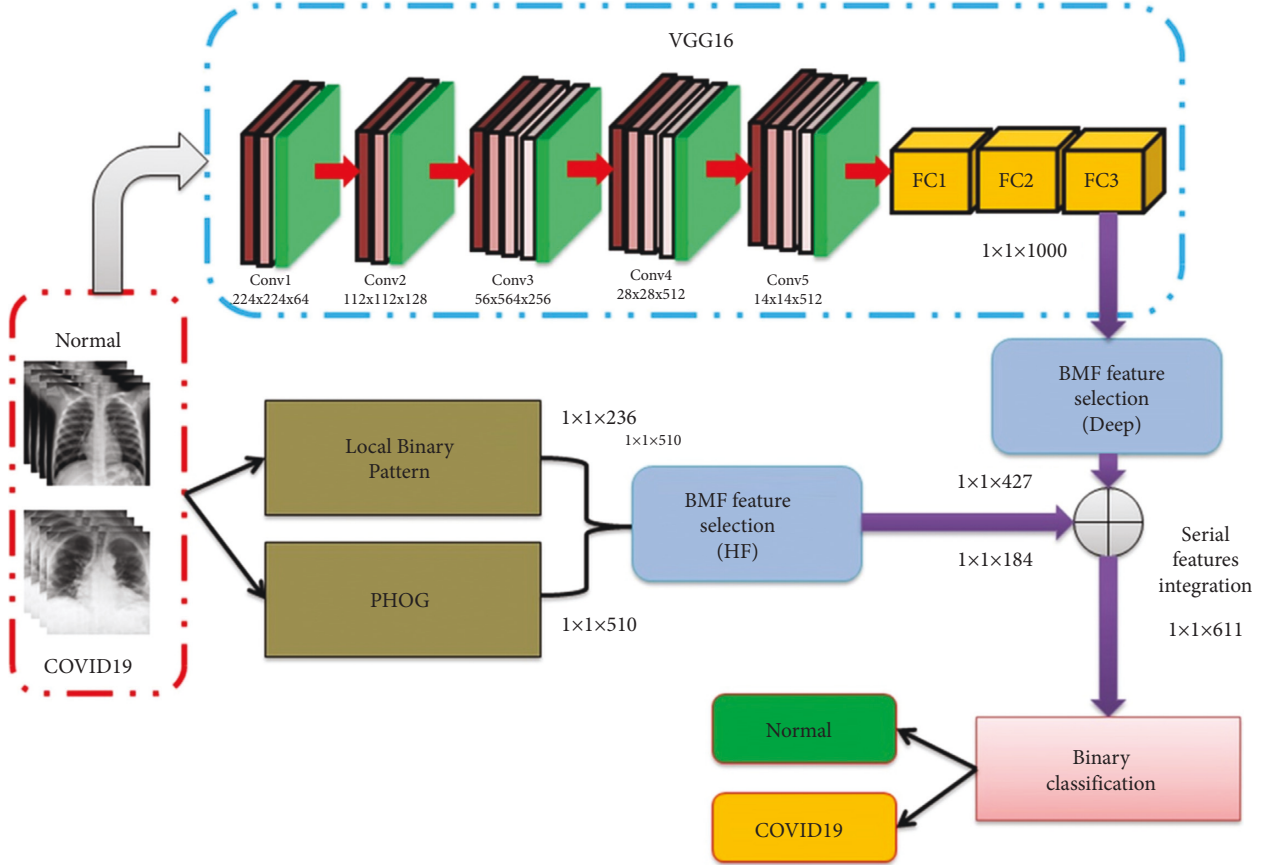 VGG16
FC1
FC2
FC3
1×1×1000
Conv1
224x224x64
Conv2
112x112x128
Conv3
56x564x256
Conv4
28x28x512
Conv5
14x14x512
Normal
COVID19
Local Binary
Pattern
1×1×236
1×1×510
PHOG
1×1×510
BMF feature
selection
(HF)
BMF feature
selection
(Deep)
1×1×427
1×1×184
Serial
features
integration
1×1×611
Binary
classification
Normal
COVID19